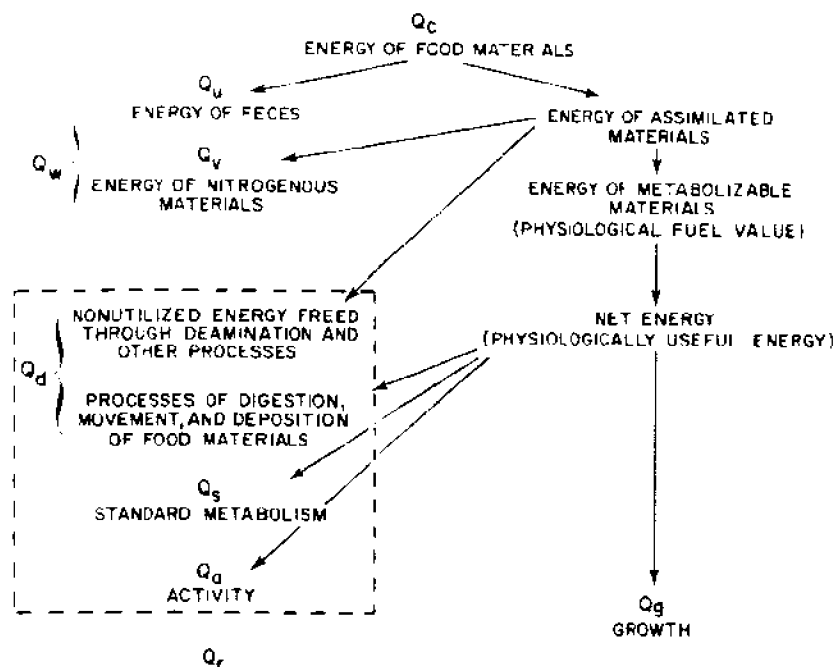 Qc
ENERGY OF FOOD MATERIALS
Qu
ENERGY OF FECES
ENERGY OF ASSIMILATED
MATERIALS
Qw
Qv
ENERGY OF NITROGENOUS
MATERIALS
ENERGY OF METABOLIZABLE
MATERIALS
(PHYSIOLOGICAL FUEL VALUE)
NONUTILIZED ENERGY FREED
THROUGH DEAMINATION AND
OTHER PROCESSES
NET ENERGY
(PHYSIOLOGICALLY USEFUL ENERGY)
Qd
PROCESSES OF DIGESTION,
MOVEMENT, AND DEPOSITION
OF FOOD MATERIALS
Qs
STANDARD METABOLISM
Qa
ACTIVITY
Qg
GROWTH
Qr